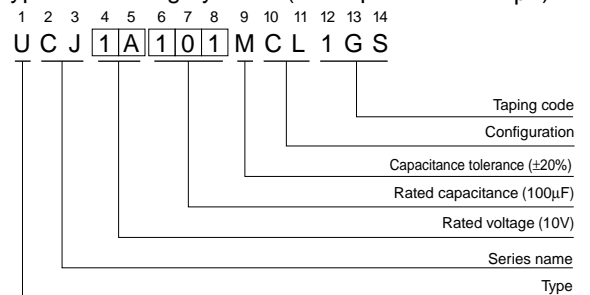 1 2 3 4 5 6 7 8 9 10 11 12 13 14
U C J 1 A 1 0 1 M C L 1 G S
Taping code
Configuration
Capacitance tolerance (±20%)
Rated capacitance (100µF)
Rated voltage (10V)
Series name
Type